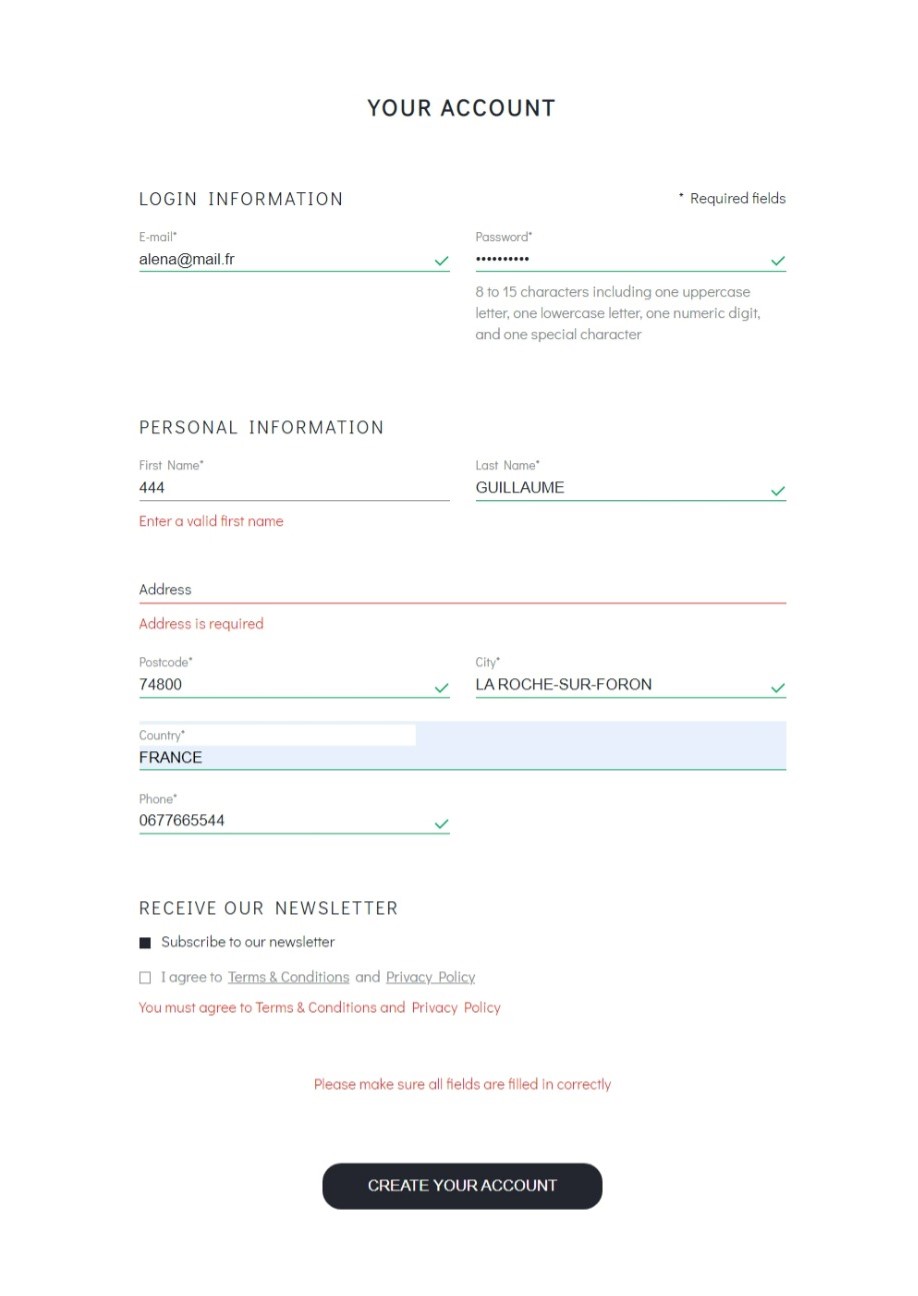 YOUR ACCOUNT
LOGIN INFORMATION
* Required fields
E-mail*
alena@mail.fr
Password*
••••••••••
8 to 15 characters including one uppercase
letter, one lowercase letter, one numeric digit,
and one special character
PERSONAL INFORMATION
First Name*
444
Enter a valid first name
Last Name*
GUILLAUME
Address
Address is required
Postcode*
74800
City*
LA ROCHE-SUR-FORON
Country*
FRANCE
Phone*
0677665544
RECEIVE OUR NEWSLETTER
Subscribe to our newsletter
I agree to Terms & Conditions and Privacy Policy
You must agree to Terms & Conditions and Privacy Policy
Please make sure all fields are filled in correctly
CREATE YOUR ACCOUNT